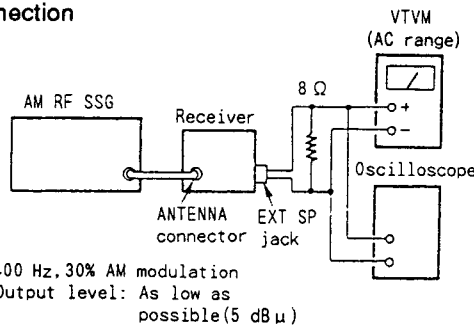 nection
VTVM
(AC range)
AM RF SSG
Receiver
8 Ω
+
−
Oscilloscope
ANTENNA
connector
EXT SP
jack
00 Hz, 30% AM modulation
Output level: As low as
possible(5 dBμ)